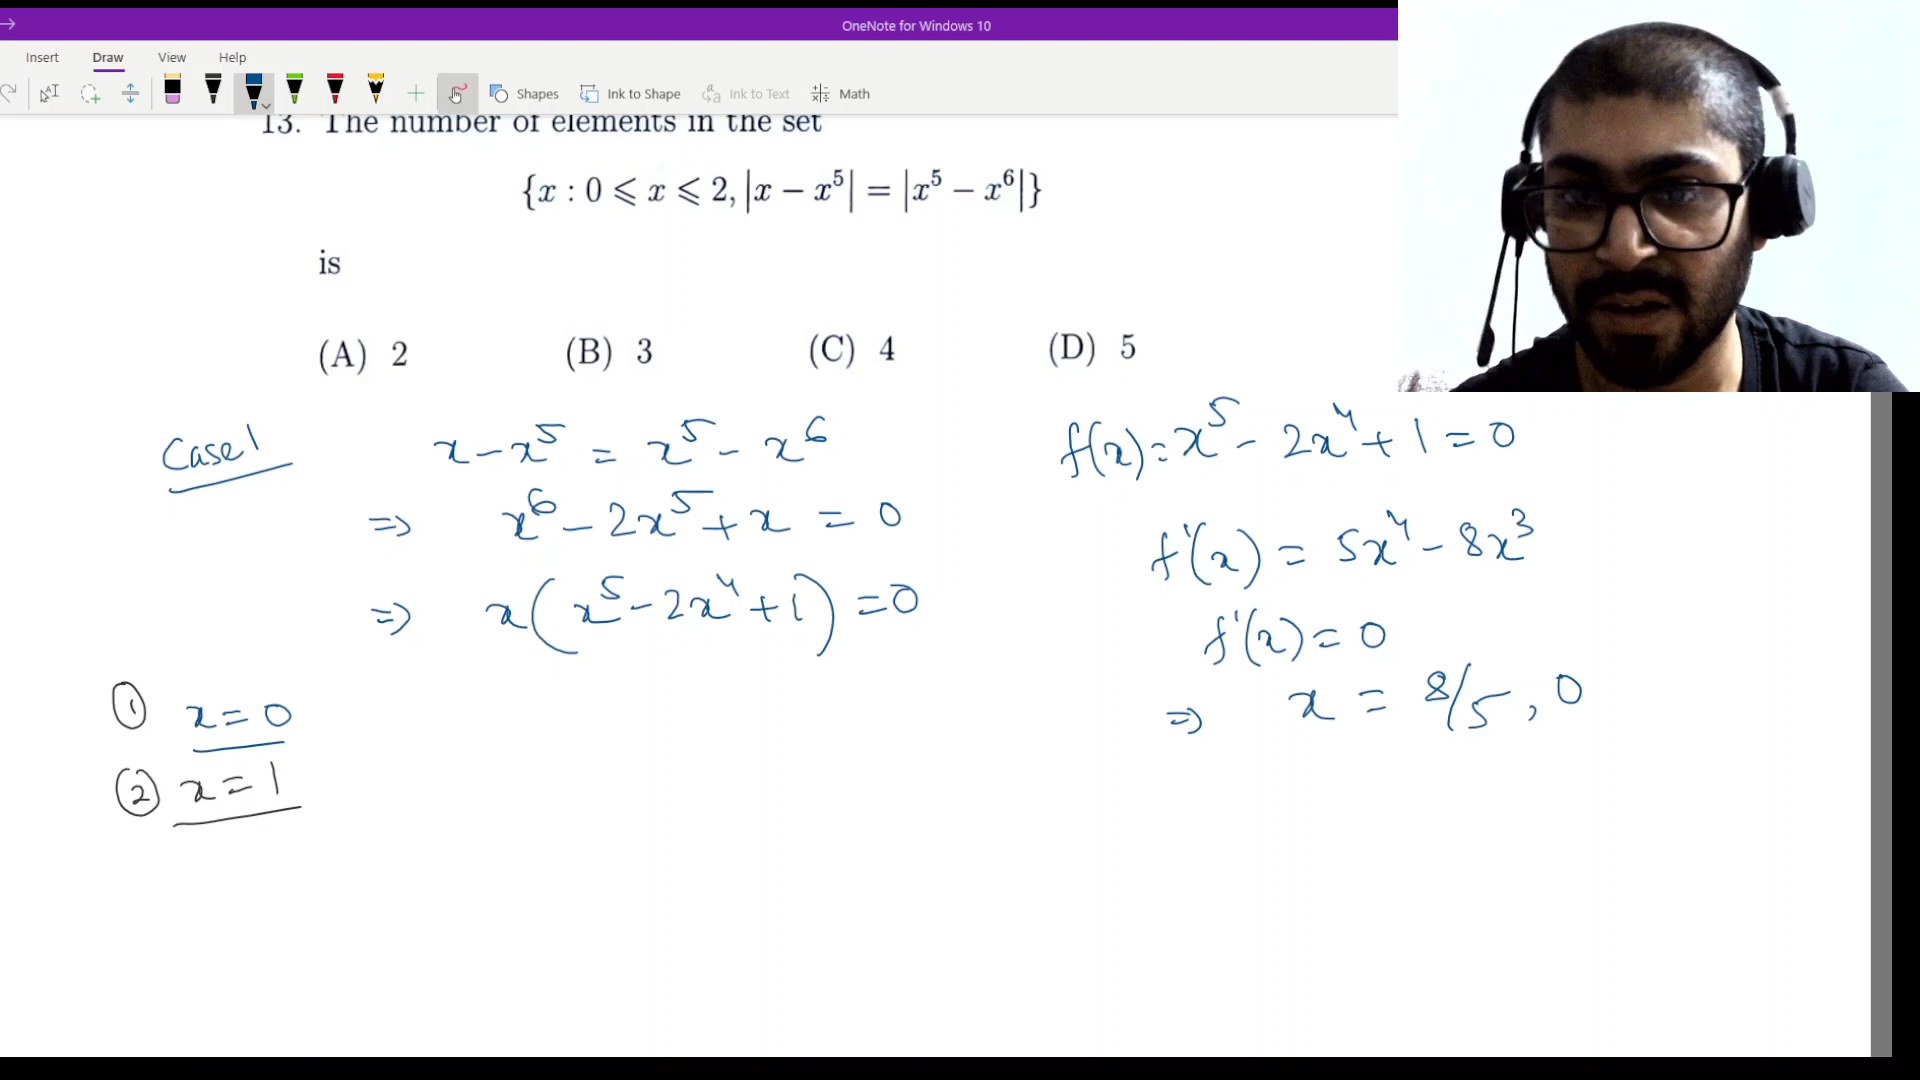 OneNote for Windows 10
Insert Draw View Help
Shapes Ink to Shape Ink to Text Math
13. The number of elements in the set
{x : 0 ⩽ x ⩽ 2, |x − x⁵| = |x⁵ − x⁶|}
is
(A) 2 (B) 3 (C) 4 (D) 5
Case 1 x − x⁵ = x⁵ − x⁶
⇒ x⁶ − 2x⁵ + x = 0
⇒ x(x⁵ − 2x⁴ + 1) = 0
① x = 0
② x = 1
f(x) = x⁵ − 2x⁴ + 1 = 0
f'(x) = 5x⁴ − 8x³
f'(x) = 0
⇒ x = 8/5, 0